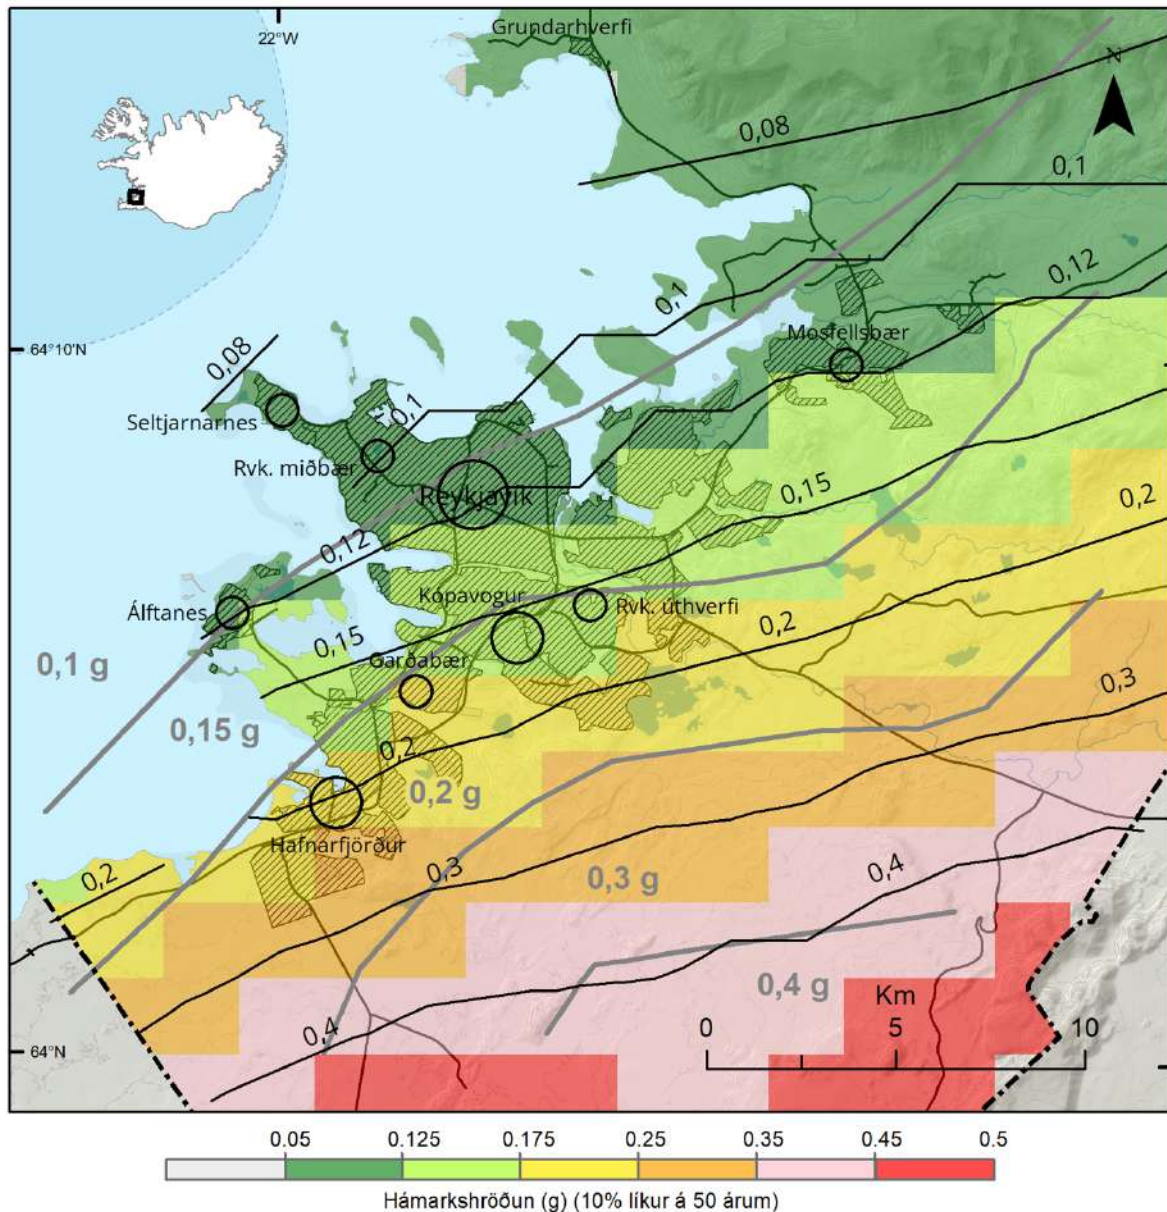 Grundarhverfi
22°W
N
0,08
0,1
0,12
0,1
Mosfellsbær
64°10'N
0,08
Seltjarnarnes
0,1
Rvk. miðbær
Reykjavík
0,15
0,2
0,12
Kópavogur
Álftanes
Rvk. úthverfi
0,15
0,2
0,1 g
Garðabær
0,3
0,15 g
0,2
0,2 g
Hafnarfjörður
0,2
0,3
0,3 g
0,4
0,4 g
Km
0,4
0 5 10
64°N
0.05 0.125 0.175 0.25 0.35 0.45 0.5
Hámarkshröðun (g) (10% líkur á 50 árum)